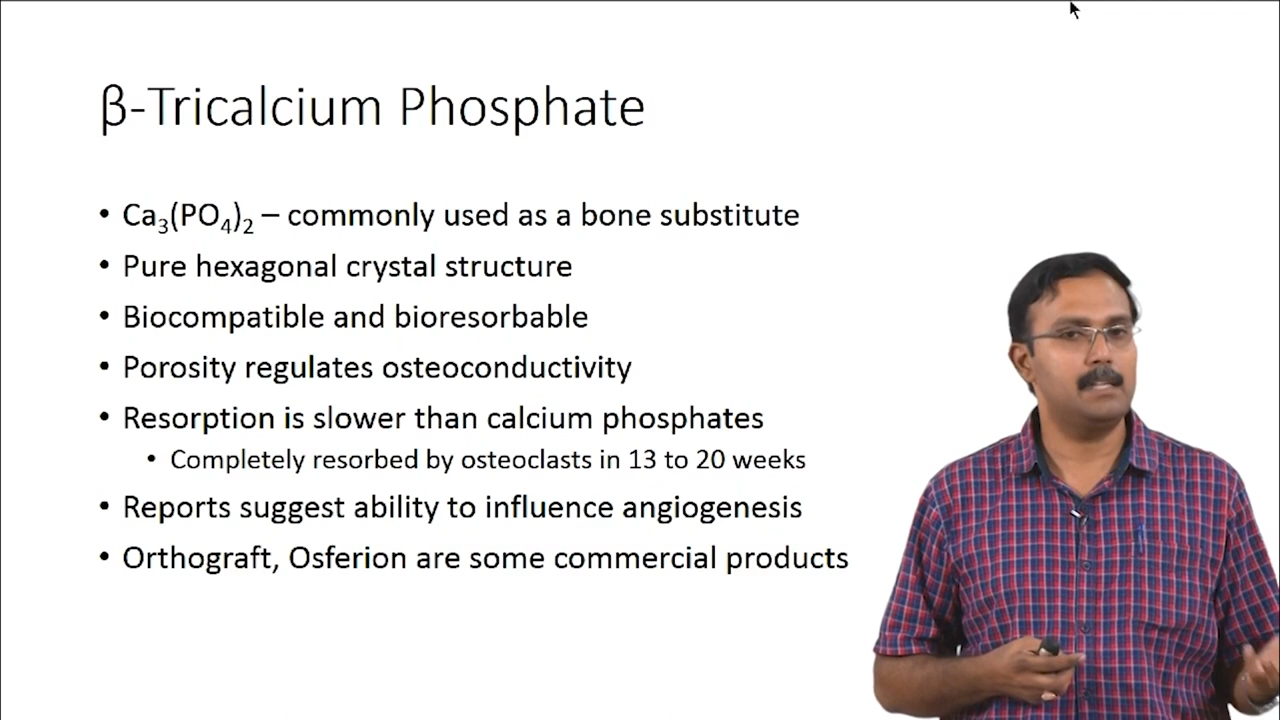 β-Tricalcium Phosphate
• Ca₃(PO₄)₂ – commonly used as a bone substitute
• Pure hexagonal crystal structure
• Biocompatible and bioresorbable
• Porosity regulates osteoconductivity
• Resorption is slower than calcium phosphates
• Completely resorbed by osteoclasts in 13 to 20 weeks
• Reports suggest ability to influence angiogenesis
• Orthograft, Osferion are some commercial products